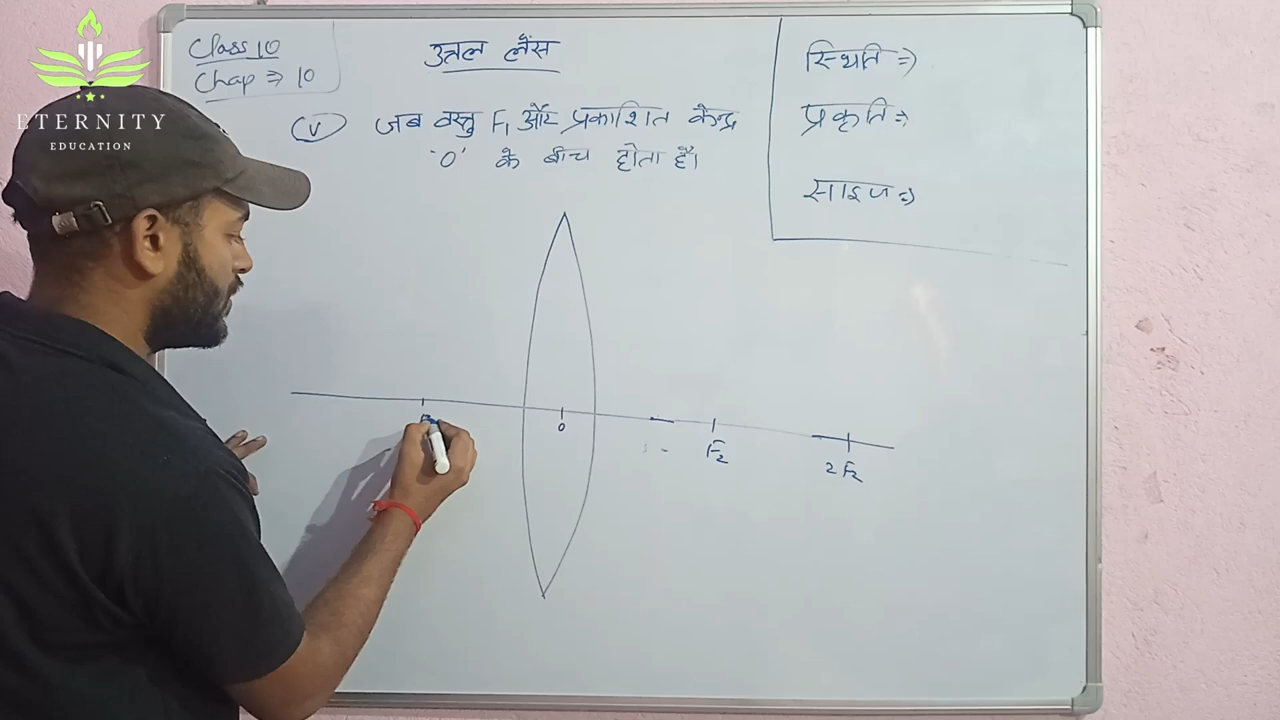 ETERNITY
EDUCATION
Class 10
Chap ⇒ 10
उत्तल लेंस
(V) जब वस्तु F₁ और प्रकाशित केन्द्र
'O' के बीच होता है।
स्थिति ⇒
प्रकृति ⇒
साइज ⇒
O
F₂
2F₂